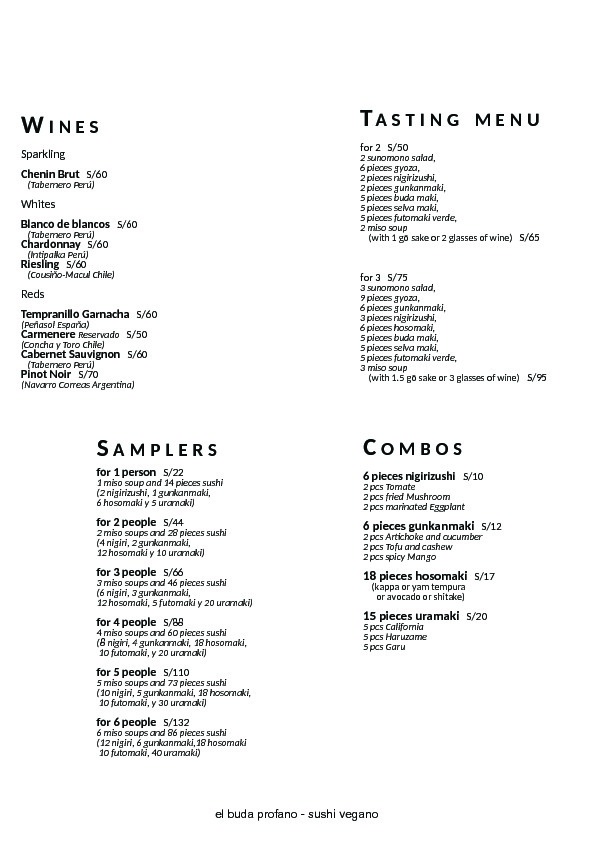 WINES
Sparkling
Chenin Brut S/60
(Tabernero Perú)
Whites
Blanco de blancos S/60
(Tabernero Perú)
Chardonnay S/60
(Intipalka Perú)
Riesling S/60
(Cousiño-Macul Chile)
Reds
Tempranillo Garnacha S/60
(Peñasol España)
Carmenere Reservado S/50
(Concha y Toro Chile)
Cabernet Sauvignon S/60
(Tabernero Perú)
Pinot Noir S/70
(Navarro Correas Argentina)
TASTING MENU
for 2 S/50
2 sunomono salad,
6 pieces gyoza,
2 pieces nigirizushi,
2 pieces gunkanmaki,
5 pieces buda maki,
5 pieces selva maki,
5 pieces futomaki verde,
2 miso soup
(with 1 gō sake or 2 glasses of wine) S/65
for 3 S/75
3 sunomono salad,
9 pieces gyoza,
6 pieces gunkanmaki,
3 pieces nigirizushi,
6 pieces hosomaki,
5 pieces buda maki,
5 pieces selva maki,
5 pieces futomaki verde,
3 miso soup
(with 1.5 gō sake or 3 glasses of wine) S/95
SAMPLERS
for 1 person S/22
1 miso soup and 14 pieces sushi
(2 nigirizushi, 1 gunkanmaki,
6 hosomaki y 5 uramaki)
for 2 people S/44
2 miso soups and 28 pieces sushi
(4 nigiri, 2 gunkanmaki,
12 hosomaki y 10 uramaki)
for 3 people S/66
3 miso soups and 46 pieces sushi
(6 nigiri, 3 gunkanmaki,
12 hosomaki, 5 futomaki y 20 uramaki)
for 4 people S/88
4 miso soups and 60 pieces sushi
(8 nigiri, 4 gunkanmaki, 18 hosomaki,
10 futomaki, y 20 uramaki)
for 5 people S/110
5 miso soups and 73 pieces sushi
(10 nigiri, 5 gunkanmaki, 18 hosomaki,
10 futomaki, y 30 uramaki)
for 6 people S/132
6 miso soups and 86 pieces sushi
(12 nigiri, 6 gunkanmaki,18 hosomaki
10 futomaki, 40 uramaki)
COMBOS
6 pieces nigirizushi S/10
2 pcs Tomate
2 pcs fried Mushroom
2 pcs marinated Eggplant
6 pieces gunkanmaki S/12
2 pcs Artichoke and cucumber
2 pcs Tofu and cashew
2 pcs spicy Mango
18 pieces hosomaki S/17
(kappa or yam tempura
or avocado or shitake)
15 pieces uramaki S/20
5 pcs California
5 pcs Haruzame
5 pcs Garu
el buda profano - sushi vegano